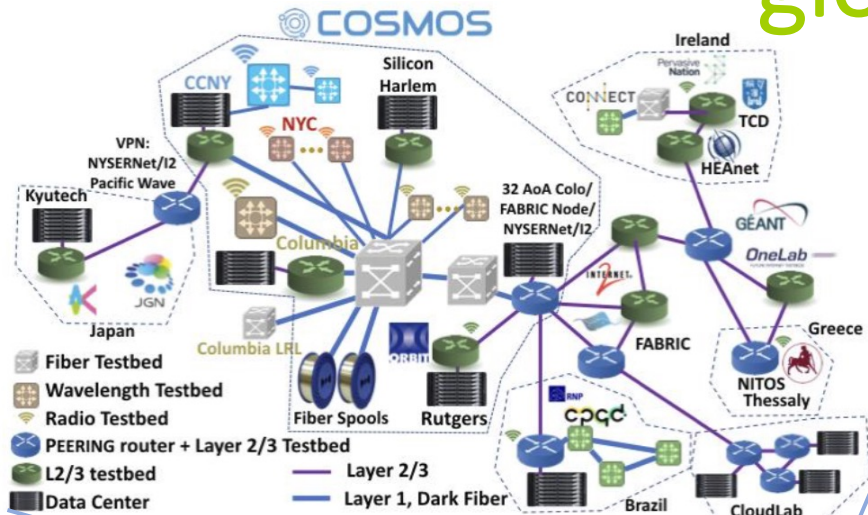 glo
COSMOS
CCNY
Silicon
Harlem
NYC
VPN:
NYSERNet/I2
Pacific Wave
Kyutech
JGN
Japan
Columbia
Columbia LRL
Fiber Spools
ORBIT
Rutgers
32 AoA Colo/
FABRIC Node/
NYSERNet/I2
INTERNET
2
FABRIC
Ireland
Pervasive
Nation
CONNECT
TCD
HEAnet
GÉANT
OneLab
Greece
NITOS
Thessaly
RNP
cpqd
Brazil
CloudLab
Fiber Testbed
Wavelength Testbed
Radio Testbed
PEERING router + Layer 2/3 Testbed
L2/3 testbed
Data Center
Layer 2/3
Layer 1, Dark Fiber